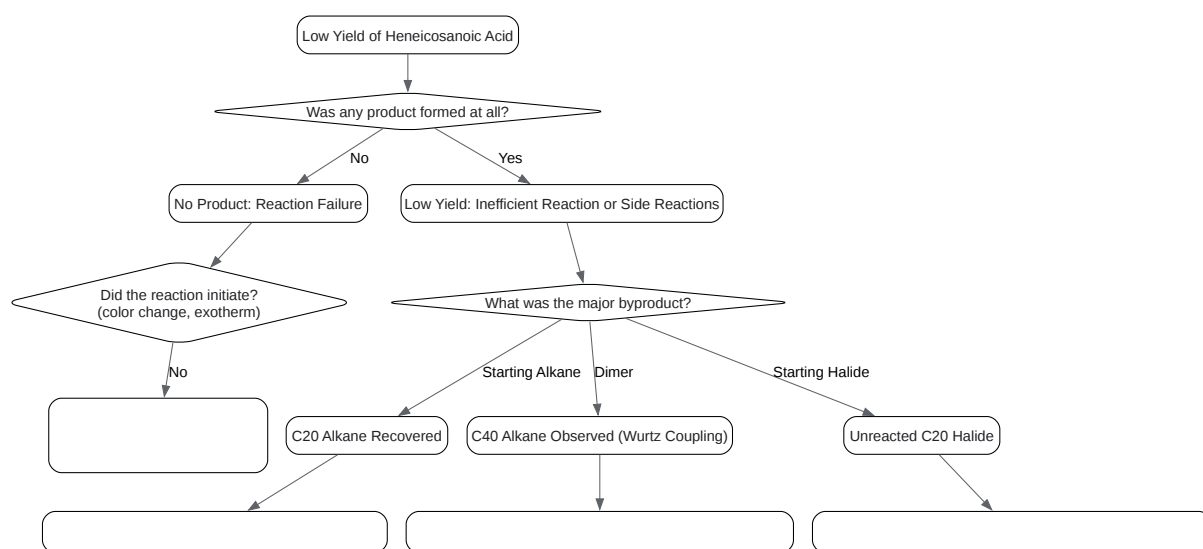 Low Yield of Heneicosanoic Acid
Was any product formed at all?
No
Yes
No Product: Reaction Failure
Low Yield: Inefficient Reaction or Side Reactions
Did the reaction initiate?
(color change, exotherm)
What was the major byproduct?
No
Starting Alkane
Dimer
Starting Halide
C20 Alkane Recovered
C40 Alkane Observed (Wurtz Coupling)
Unreacted C20 Halide